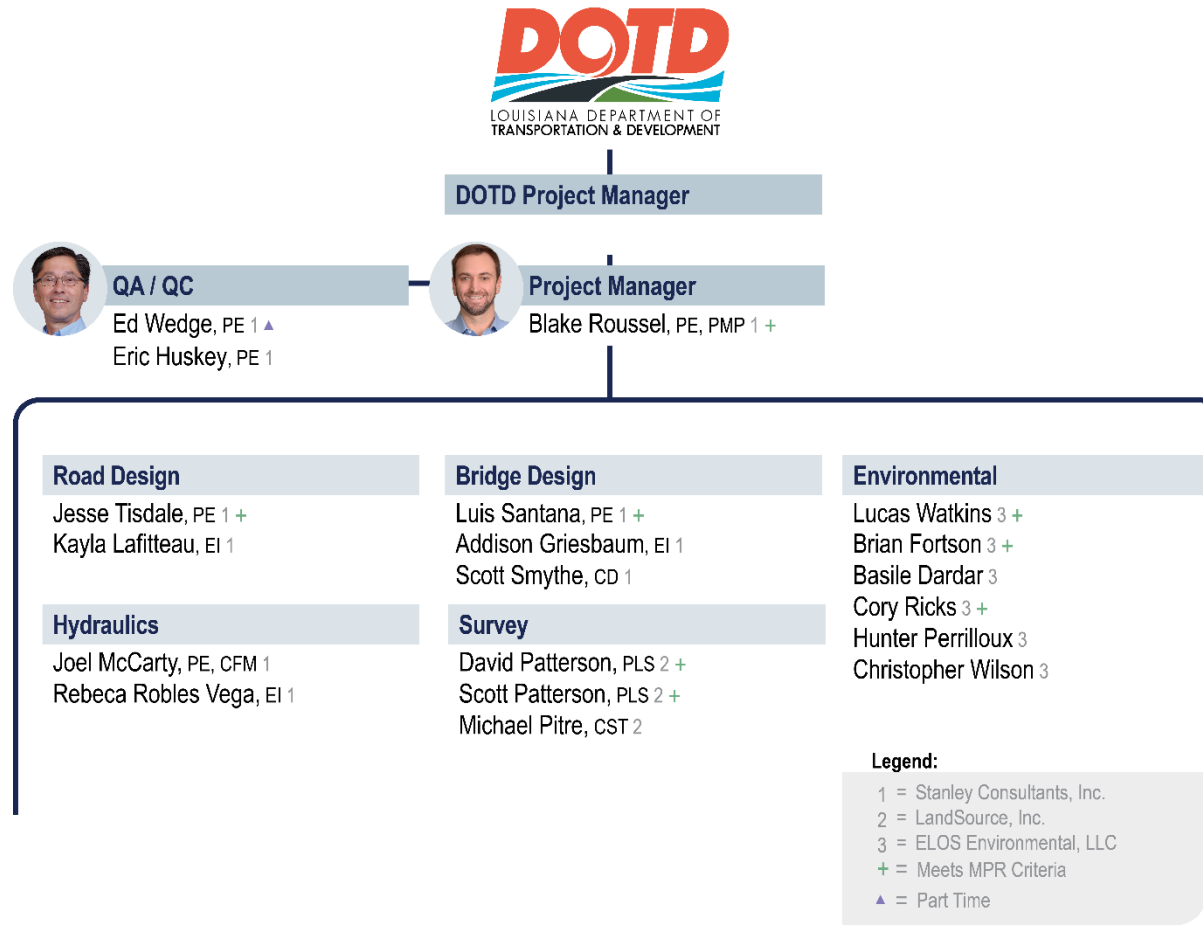 DOTD
LOUISIANA DEPARTMENT OF
TRANSPORTATION & DEVELOPMENT
DOTD Project Manager
QA / QC
Ed Wedge, PE 1 ▲
Eric Huskey, PE 1
Project Manager
Blake Roussel, PE, PMP 1 +
Road Design
Jesse Tisdale, PE 1 +
Kayla Lafitteau, EI 1
Hydraulics
Joel McCarty, PE, CFM 1
Rebeca Robles Vega, EI 1
Bridge Design
Luis Santana, PE 1 +
Addison Griesbaum, EI 1
Scott Smythe, CD 1
Survey
David Patterson, PLS 2 +
Scott Patterson, PLS 2 +
Michael Pitre, CST 2
Environmental
Lucas Watkins 3 +
Brian Fortson 3 +
Basile Dardar 3
Cory Ricks 3 +
Hunter Perrilloux 3
Christopher Wilson 3
Legend:
1 = Stanley Consultants, Inc.
2 = LandSource, Inc.
3 = ELOS Environmental, LLC
+ = Meets MPR Criteria
▲ = Part Time